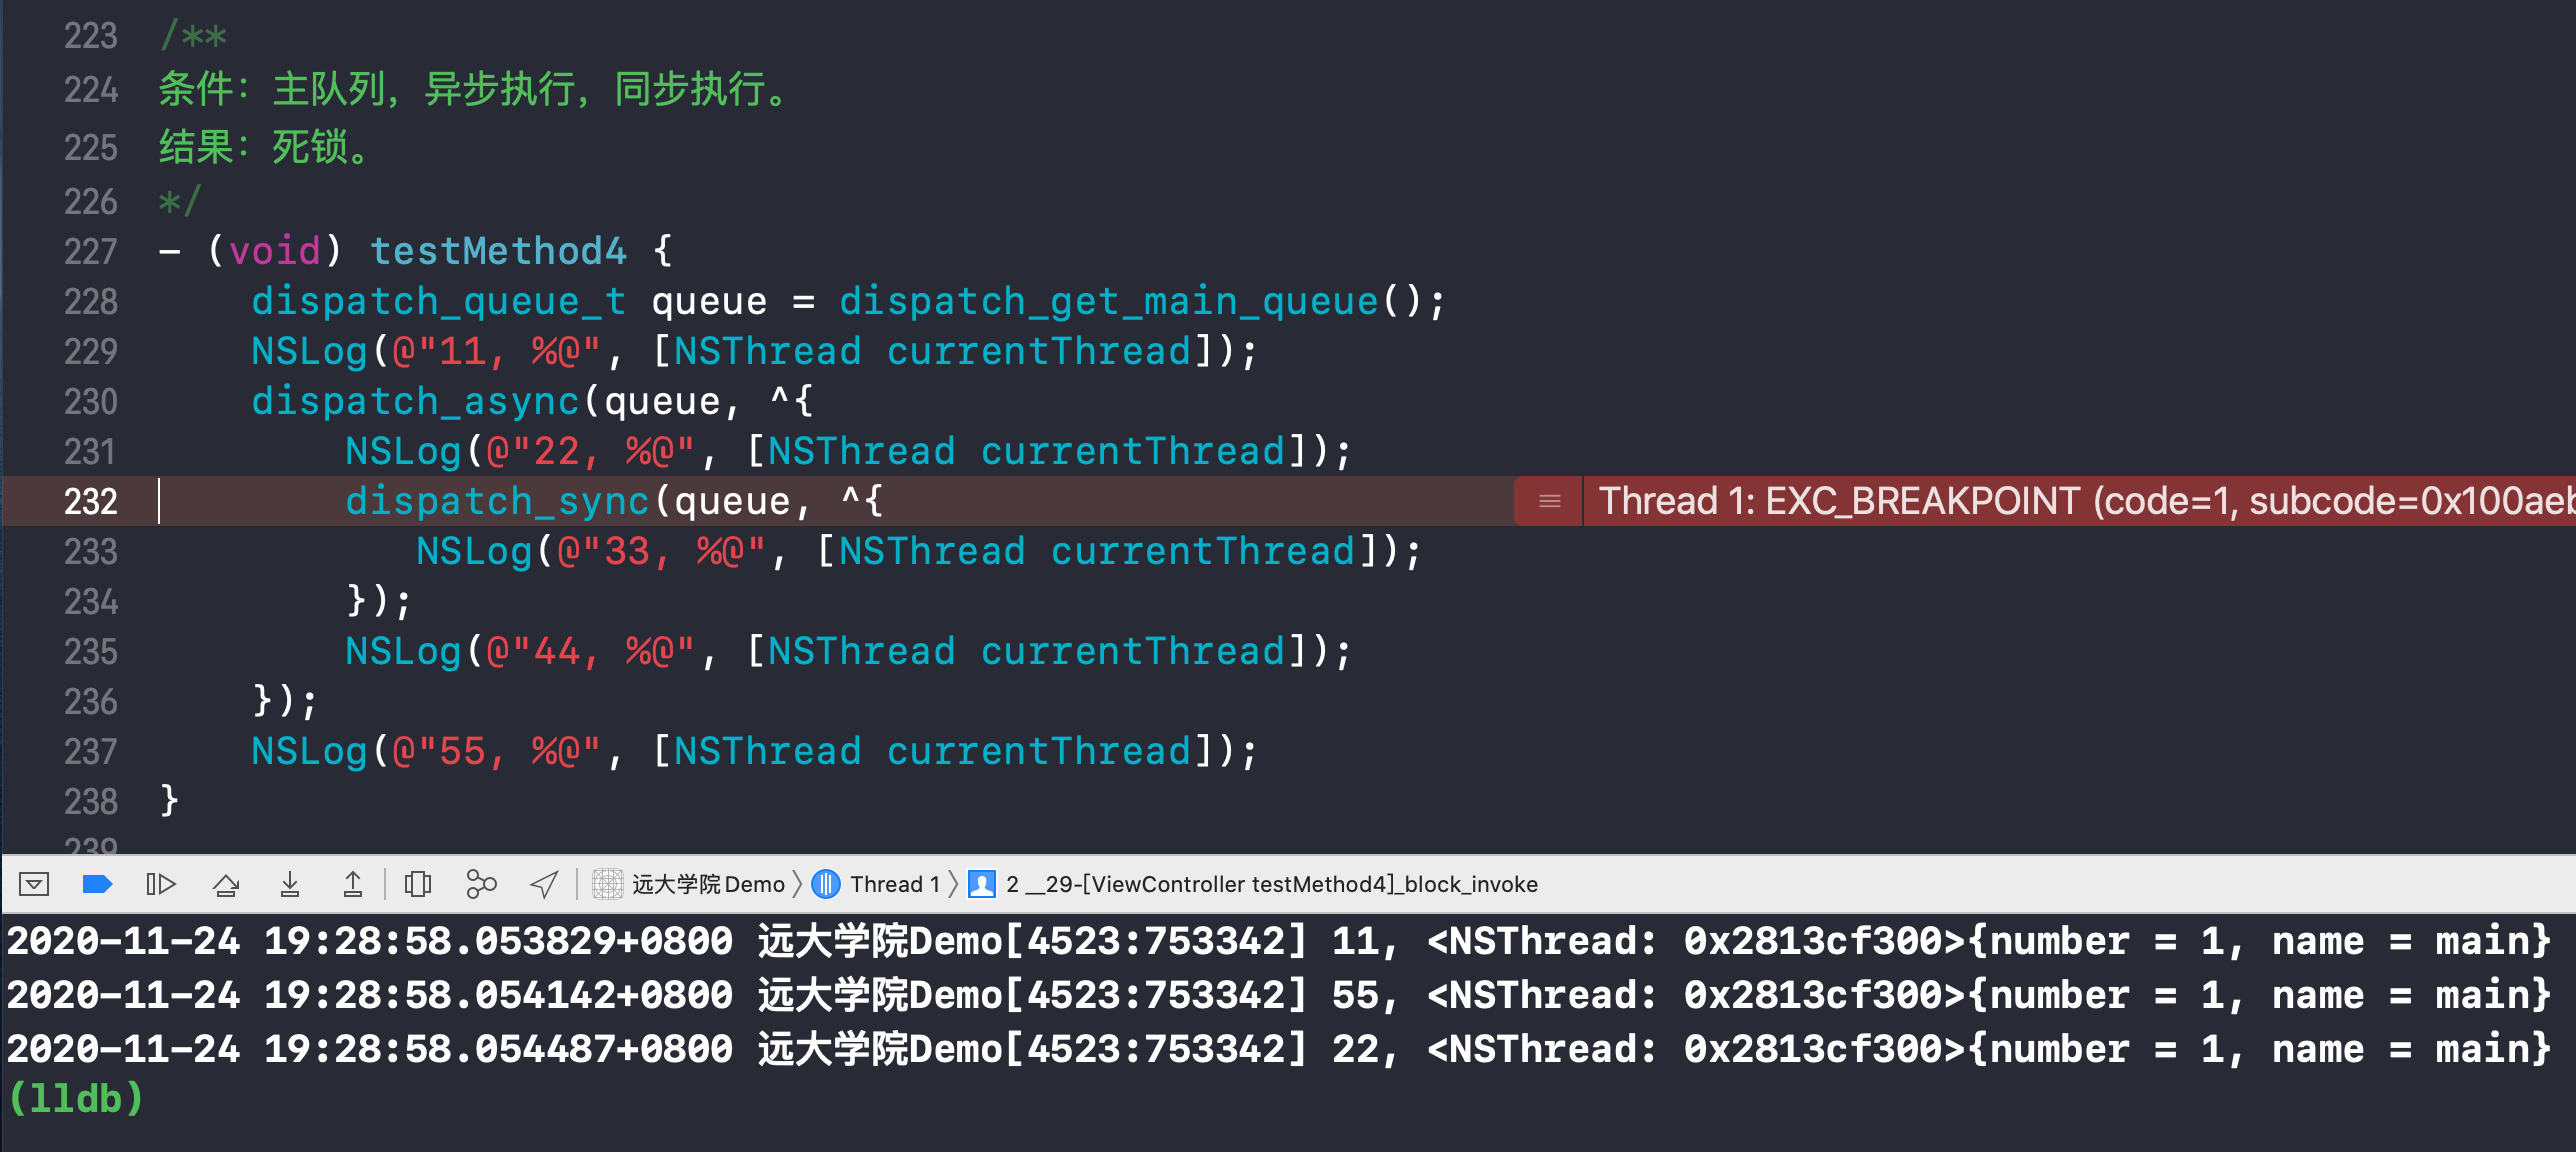 223 /**
224 条件：主队列，异步执行，同步执行。
225 结果：死锁。
226 */
227 - (void) testMethod4 {
228     dispatch_queue_t queue = dispatch_get_main_queue();
229     NSLog(@"11, %@", [NSThread currentThread]);
230     dispatch_async(queue, ^{
231         NSLog(@"22, %@", [NSThread currentThread]);
232         dispatch_sync(queue, ^{ Thread 1: EXC_BREAKPOINT (code=1, subcode=0x100aeb
233            NSLog(@"33, %@", [NSThread currentThread]);
234         });
235         NSLog(@"44, %@", [NSThread currentThread]);
236     });
237     NSLog(@"55, %@", [NSThread currentThread]);
238 }
239
远大学院Demo Thread 1 2 __29-[ViewController testMethod4]_block_invoke
2020-11-24 19:28:58.053829+0800 远大学院Demo[4523:753342] 11, <NSThread: 0x2813cf300>{number = 1, name = main}
2020-11-24 19:28:58.054142+0800 远大学院Demo[4523:753342] 55, <NSThread: 0x2813cf300>{number = 1, name = main}
2020-11-24 19:28:58.054487+0800 远大学院Demo[4523:753342] 22, <NSThread: 0x2813cf300>{number = 1, name = main}
(lldb)